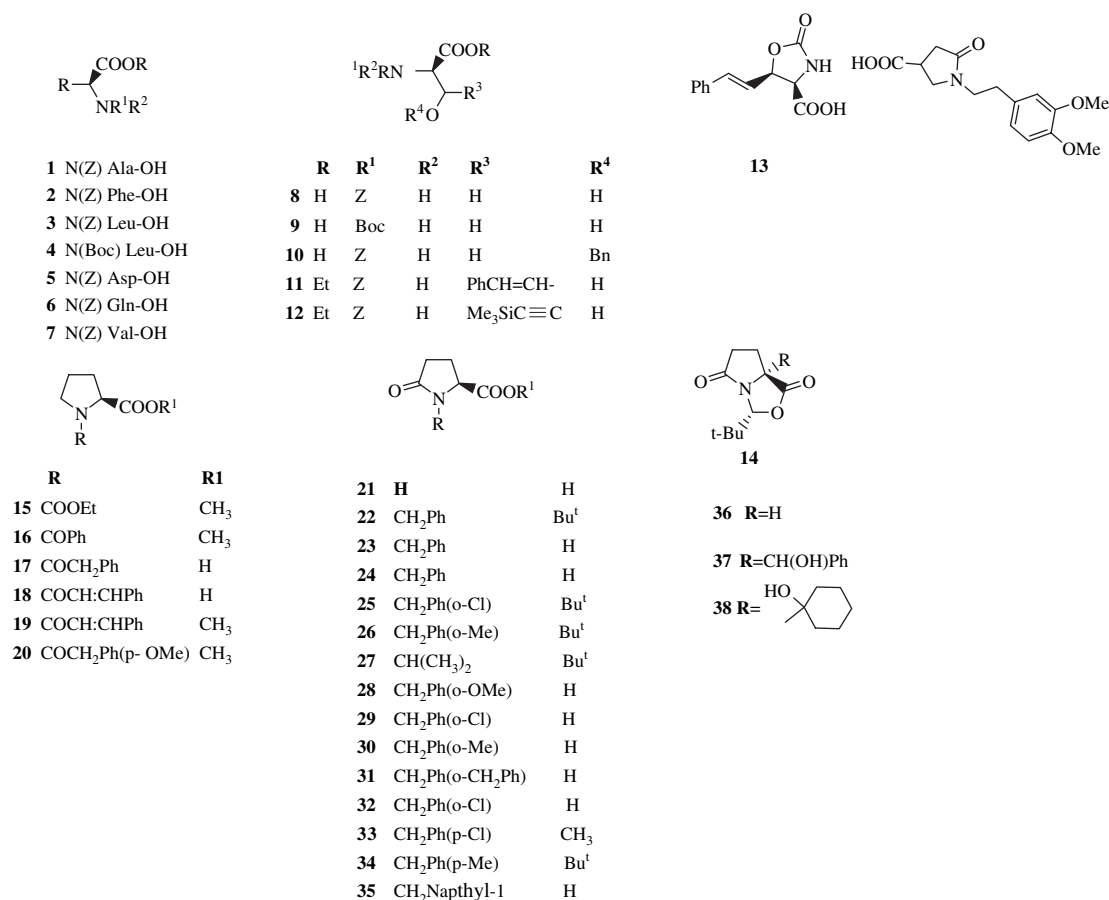 COOR
R
NR¹R²
1 N(Z) Ala-OH
2 N(Z) Phe-OH
3 N(Z) Leu-OH
4 N(Boc) Leu-OH
5 N(Z) Asp-OH
6 N(Z) Gln-OH
7 N(Z) Val-OH
COOR
¹R²RN
R³
R⁴O
R R¹ R² R³ R⁴
8 H Z H H H
9 H Boc H H H
10 H Z H H Bn
11 Et Z H PhCH=CH- H
12 Et Z H Me₃SiC≡C H
O
O
NH
Ph
COOH
13
O
HOOC
N
OMe
OMe
N
COOR¹
R
R R1
15 COOEt CH₃
16 COPh CH₃
17 COCH₂Ph H
18 COCH:CHPh H
19 COCH:CHPh CH₃
20 COCH₂Ph(p- OMe) CH₃
O
N
COOR¹
R
21 H H
22 CH₂Ph Buᵗ
23 CH₂Ph H
24 CH₂Ph H
25 CH₂Ph(o-Cl) Buᵗ
26 CH₂Ph(o-Me) Buᵗ
27 CH(CH₃)₂ Buᵗ
28 CH₂Ph(o-OMe) H
29 CH₂Ph(o-Cl) H
30 CH₂Ph(o-Me) H
31 CH₂Ph(o-CH₂Ph) H
32 CH₂Ph(o-Cl) H
33 CH₂Ph(p-Cl) CH₃
34 CH₂Ph(p-Me) Buᵗ
35 CH₂Napthyl-1 H
R
O
N
O
O
t-Bu
14
36 R=H
37 R=CH(OH)Ph
HO
38 R=